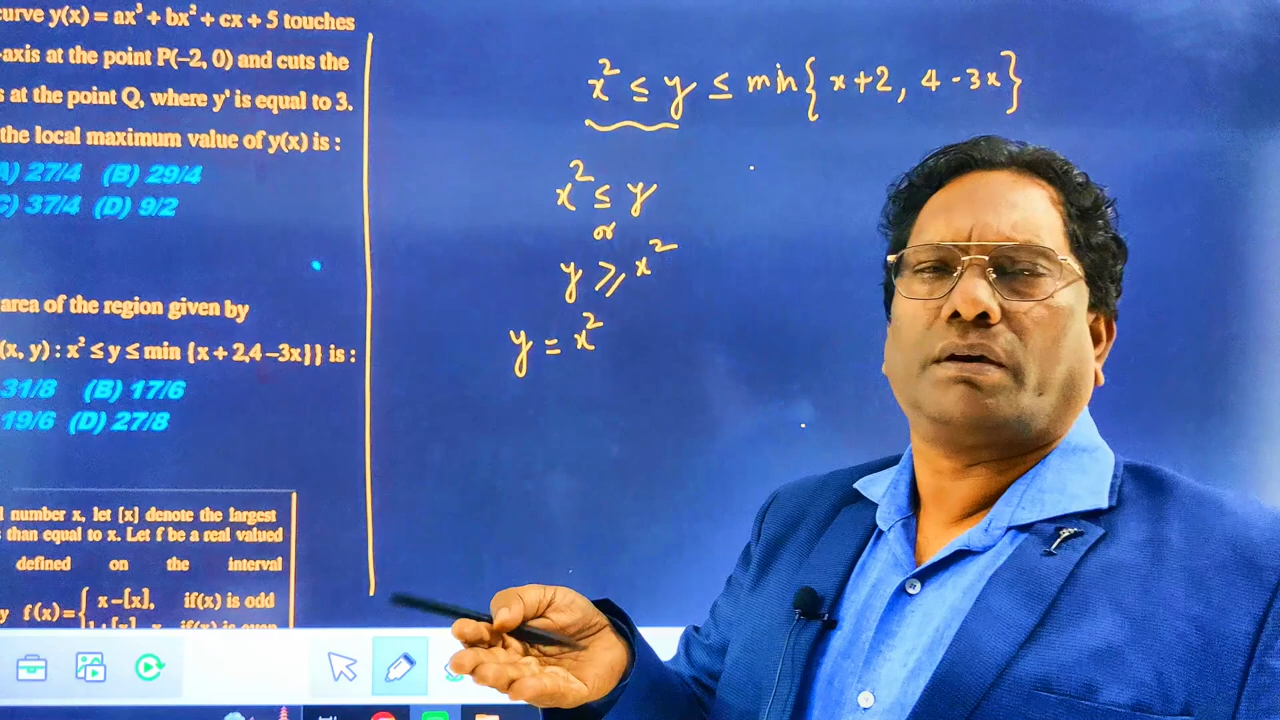 curve y(x) = ax³ + bx² + cx + 5 touches
-axis at the point P(–2, 0) and cuts the
at the point Q, where y' is equal to 3.
the local maximum value of y(x) is :
A) 27/4 (B) 29/4
C) 37/4 (D) 9/2
area of the region given by
(x, y) : x² ≤ y ≤ min {x + 2,4 –3x}} is :
31/8 (B) 17/6
19/6 (D) 27/8
number x, let [x] denote the largest
than equal to x. Let f be a real valued
defined on the interval
f(x) = { x–[x], if(x) is odd
x² ≤ y ≤ min{ x+2, 4-3x}
x² ≤ y
or
y ≥ x²
y = x²